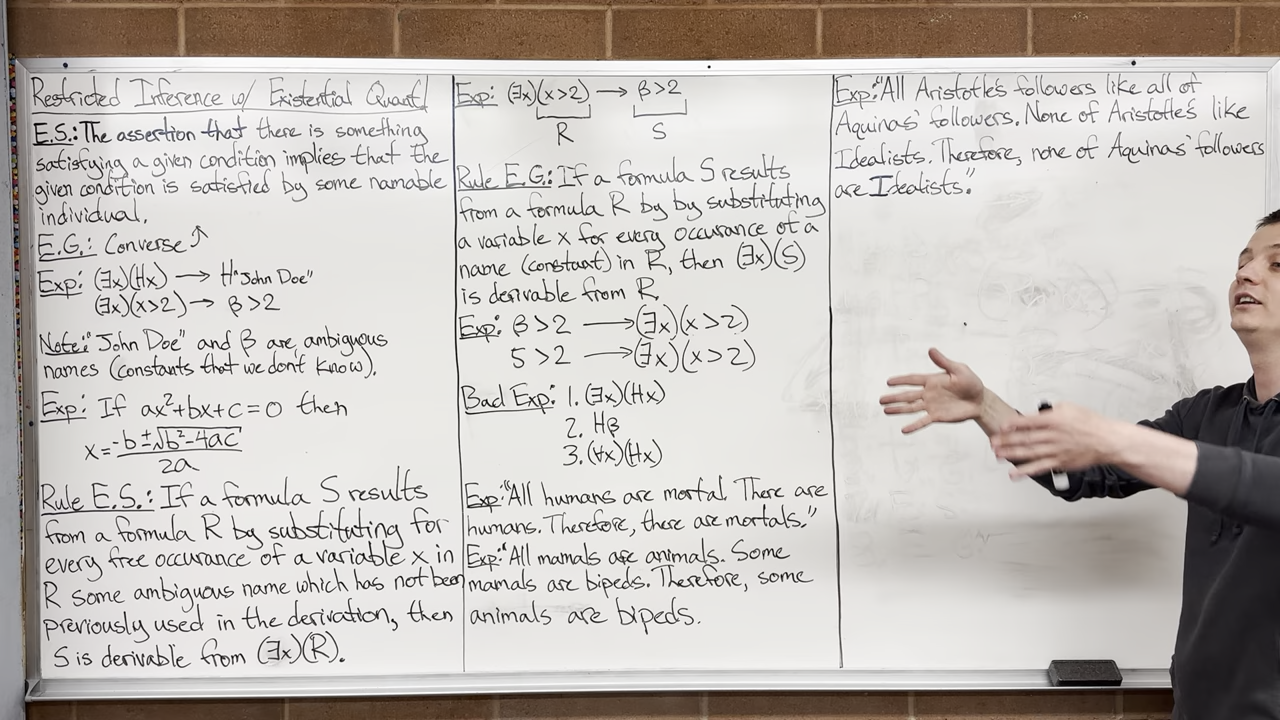 Restricted Inference w/ Existential Quant!
E.S.: The assertion that there is something
satisfying a given condition implies that the
given condition is satisfied by some namable
individual.
E.G.: Converse ↑
Exp: (∃x)(Hx) → H"John Doe"
(∃x)(x>2) → β>2
Note: "John Doe" and β are ambiguous
names (constants that we don't know).
Exp: If ax²+bx+c=0 then
x = -b±√b²-4ac
2a
Rule E.S.: If a formula S results
from a formula R by substituting for
every free occurance of a variable x in
R some ambiguous name which has not been
previously used in the derivation, then
S is derivable from (∃x)(R).
Exp: (∃x)(x>2) → β>2
R S
Rule E.G.: If a formula S results
from a formula R by by substituting
a variable x for every occurance of a
name (constant) in R, then (∃x)(S)
is derivable from R
Exp: β>2 → (∃x)(x>2)
5>2 → (∃x)(x>2)
Bad Exp: 1. (∃x)(Hx)
2. Hβ
3. (∀x)(Hx)
Exp: "All humans are mortal. There are
humans. Therefore, there are mortals."
Exp: "All mamals are animals. Some
mamals are bipeds. Therefore, some
animals are bipeds.
Exp: "All Aristotle's followers like all of
Aquinas' followers. None of Aristotle's like
Idealists. Therefore, none of Aquinas' followers
are Idealists."